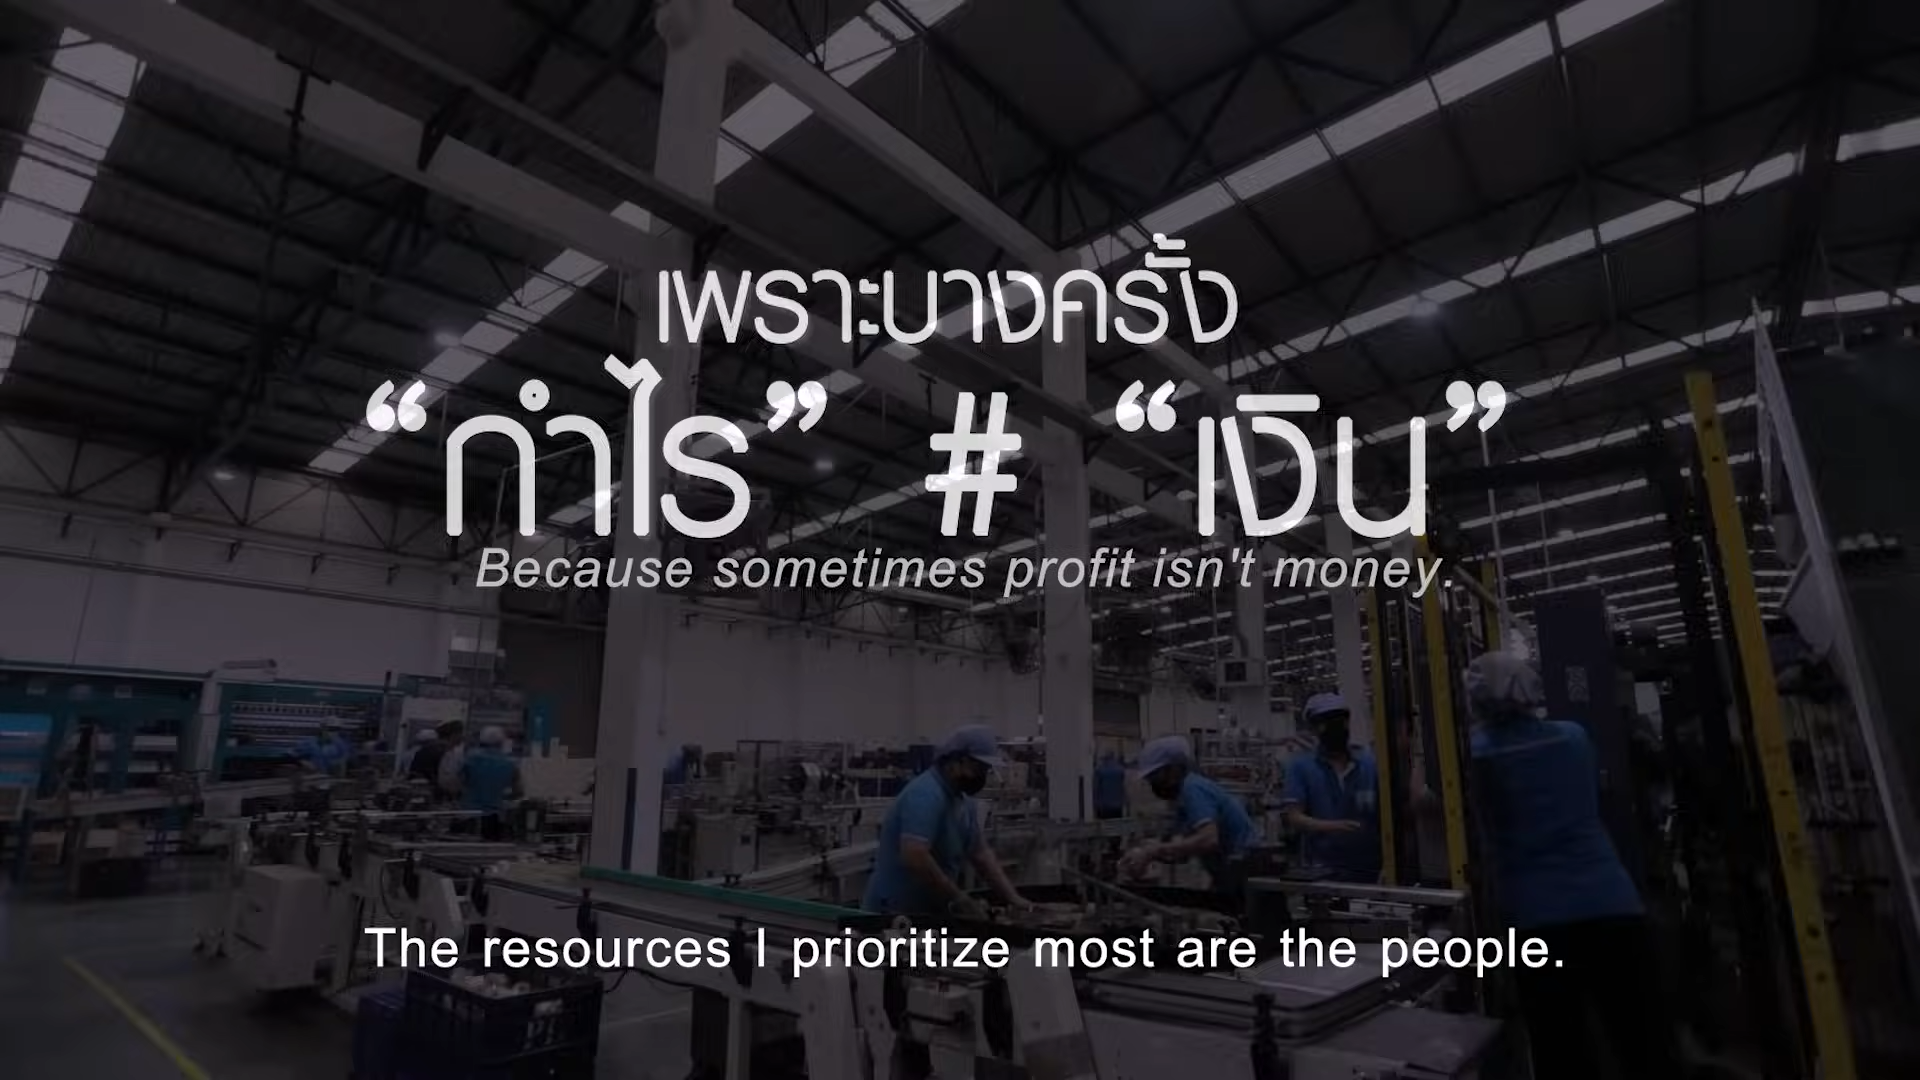 เพราะบางครั้ง
“กำไร” # “เงิน”
Because sometimes profit isn't money.
The resources I prioritize most are the people.